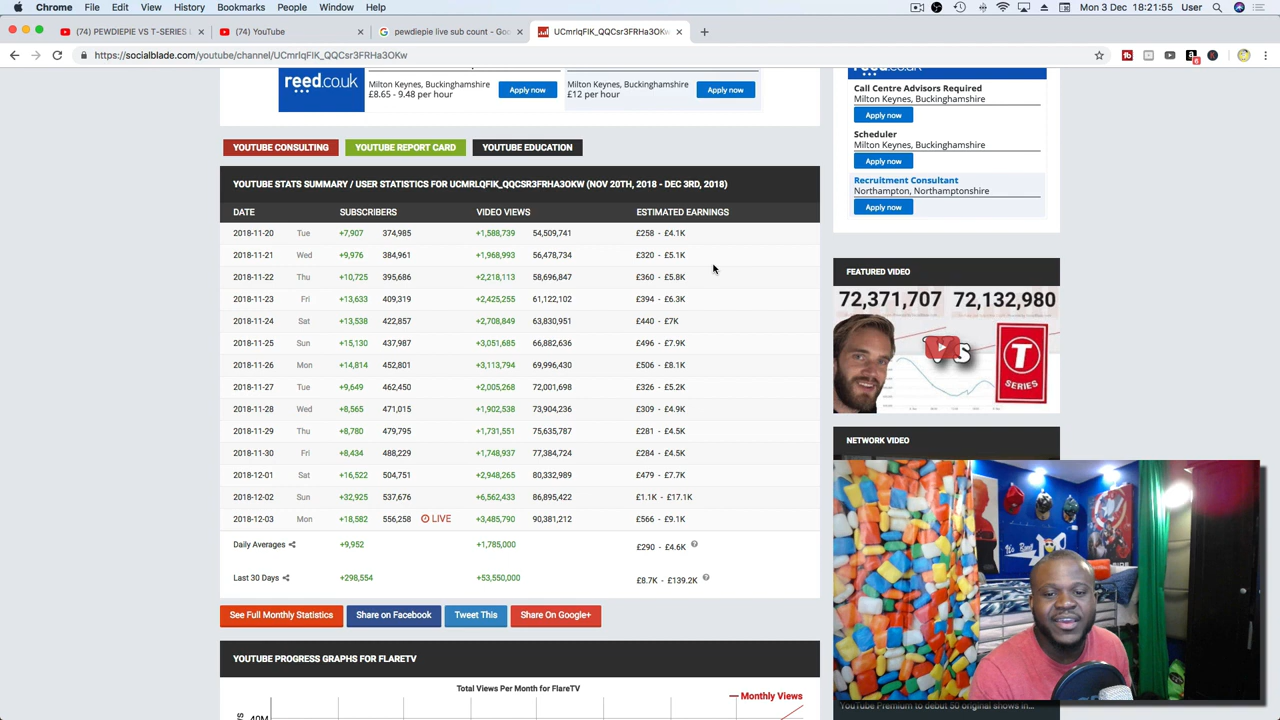 Chrome File Edit View History Bookmarks People Window Help Mon 3 Dec 18:21:55 User
(74) PEWDIEPIE VS T-SERIES L (74) YouTube pewdiepie live sub count - Goo UCmrlqFIK_QQCsr3FRHa3OKw
https://socialblade.com/youtube/channel/UCmrlqFIK_QQCsr3FRHa3OKw
reed.co.uk
Milton Keynes, Buckinghamshire
£8.65 - 9.48 per hour
Apply now
Milton Keynes, Buckinghamshire
£12 per hour
Apply now
reed.co.uk
Call Centre Advisors Required
Milton Keynes, Buckinghamshire
Apply now
Scheduler
Milton Keynes, Buckinghamshire
Apply now
Recruitment Consultant
Northampton, Northamptonshire
Apply now
YOUTUBE CONSULTING YOUTUBE REPORT CARD YOUTUBE EDUCATION
YOUTUBE STATS SUMMARY / USER STATISTICS FOR UCMRLQFIK_QQCSR3FRHA3OKW (NOV 20TH, 2018 - DEC 3RD, 2018)
DATE SUBSCRIBERS VIDEO VIEWS ESTIMATED EARNINGS
2018-11-20 Tue +7,907 374,985 +1,588,739 54,509,741 £258 - £4.1K
2018-11-21 Wed +9,976 384,961 +1,968,993 56,478,734 £320 - £5.1K
2018-11-22 Thu +10,725 395,686 +2,218,113 58,696,847 £360 - £5.8K
2018-11-23 Fri +13,633 409,319 +2,425,255 61,122,102 £394 - £6.3K
2018-11-24 Sat +13,538 422,857 +2,708,849 63,830,951 £440 - £7K
2018-11-25 Sun +15,130 437,987 +3,051,685 66,882,636 £496 - £7.9K
2018-11-26 Mon +14,814 452,801 +3,113,794 69,996,430 £506 - £8.1K
2018-11-27 Tue +9,649 462,450 +2,005,268 72,001,698 £326 - £5.2K
2018-11-28 Wed +8,565 471,015 +1,902,538 73,904,236 £309 - £4.9K
2018-11-29 Thu +8,780 479,795 +1,731,551 75,635,787 £281 - £4.5K
2018-11-30 Fri +8,434 488,229 +1,748,937 77,384,724 £284 - £4.5K
2018-12-01 Sat +16,522 504,751 +2,948,265 80,332,989 £479 - £7.7K
2018-12-02 Sun +32,925 537,676 +6,562,433 86,895,422 £1.1K - £17.1K
2018-12-03 Mon +18,582 556,258 LIVE +3,485,790 90,381,212 £566 - £9.1K
Daily Averages +9,952 +1,785,000 £290 - £4.6K
Last 30 Days +298,554 +53,550,000 £8.7K - £139.2K
See Full Monthly Statistics Share on Facebook Tweet This Share On Google+
YOUTUBE PROGRESS GRAPHS FOR FLARETV
Total Views Per Month for FlareTV
Monthly Views
40M
FEATURED VIDEO
72,371,707 72,132,980
VS
T-SERIES
NETWORK VIDEO
YouTube Premium to debut 50 original shows in...